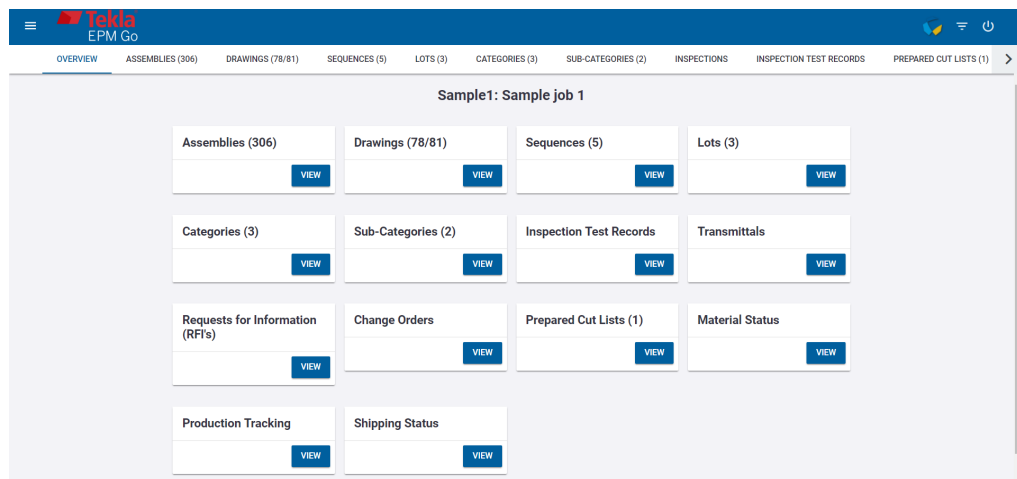 Tekla
EPM Go
OVERVIEW ASSEMBLIES (306) DRAWINGS (78/81) SEQUENCES (5) LOTS (3) CATEGORIES (3) SUB-CATEGORIES (2) INSPECTIONS INSPECTION TEST RECORDS PREPARED CUT LISTS (1)
Sample1: Sample job 1
Assemblies (306) Drawings (78/81) Sequences (5) Lots (3)
VIEW VIEW VIEW VIEW
Categories (3) Sub-Categories (2) Inspection Test Records Transmittals
VIEW VIEW VIEW VIEW
Requests for Information Change Orders Prepared Cut Lists (1) Material Status
(RFI's)
VIEW VIEW VIEW
VIEW
Production Tracking Shipping Status
VIEW VIEW